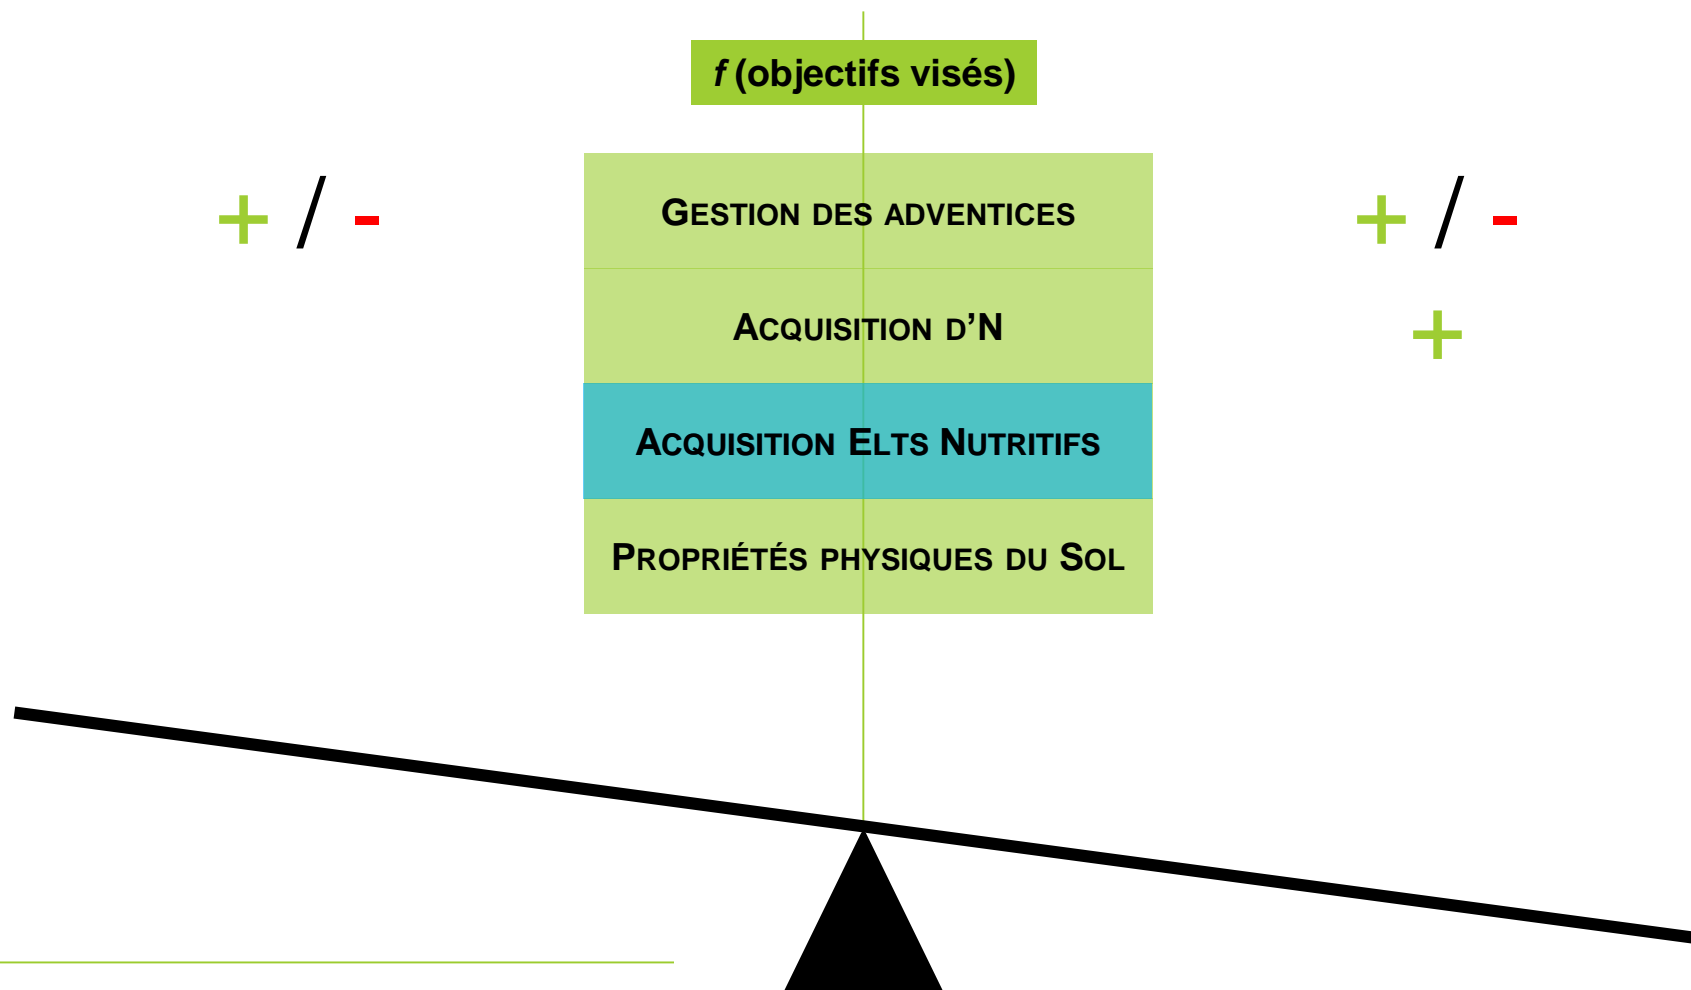 f (objectifs visés)
+ / - GESTION DES ADVENTICES + / -
ACQUISITION D’N +
ACQUISITION ELTS NUTRITIFS
PROPRIÉTÉS PHYSIQUES DU SOL